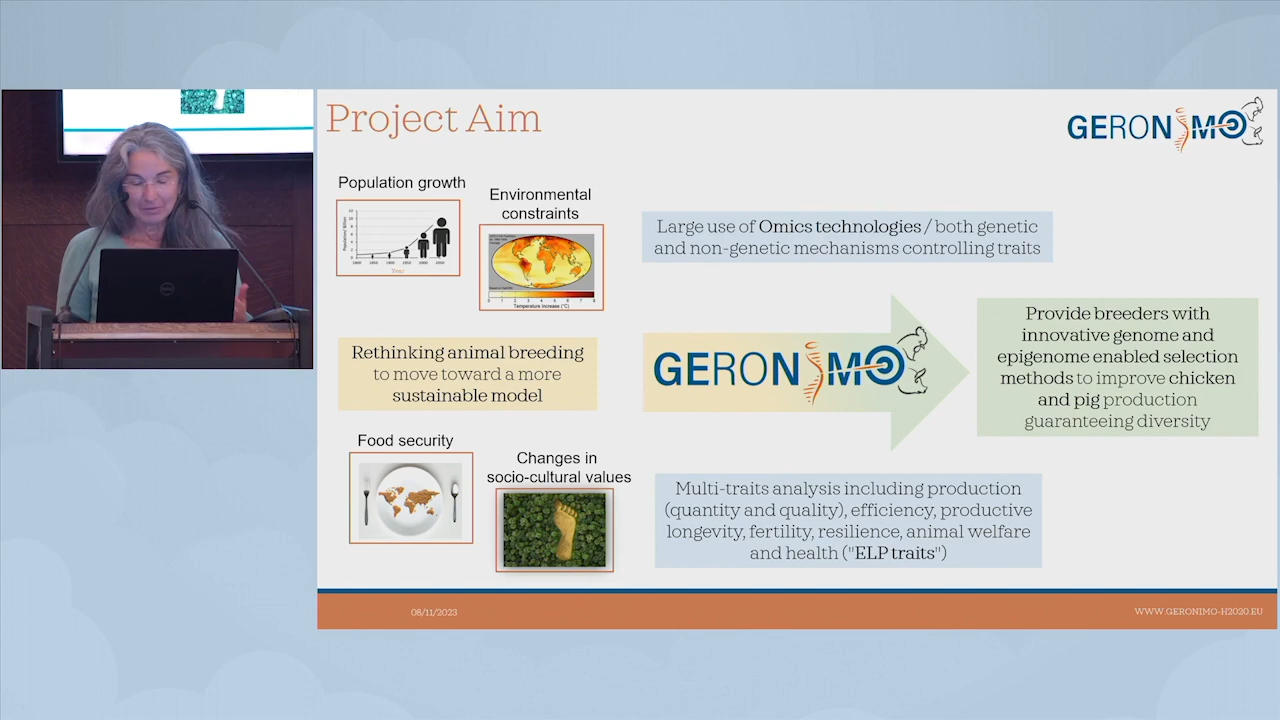 Project Aim
GERONIMO
Population growth
Environmental
constraints
Year
Temperature Increase (°C)
Large use of Omics technologies / both genetic
and non-genetic mechanisms controlling traits
Rethinking animal breeding
to move toward a more
sustainable model
GERONIMO
Provide breeders with
innovative genome and
epigenome enabled selection
methods to improve chicken
and pig production
guaranteeing diversity
Food security
Changes in
socio-cultural values
Multi-traits analysis including production
(quantity and quality), efficiency, productive
longevity, fertility, resilience, animal welfare
and health ("ELP traits")
DELL
08/11/2023
WWW.GERONIMO-H2020.EU